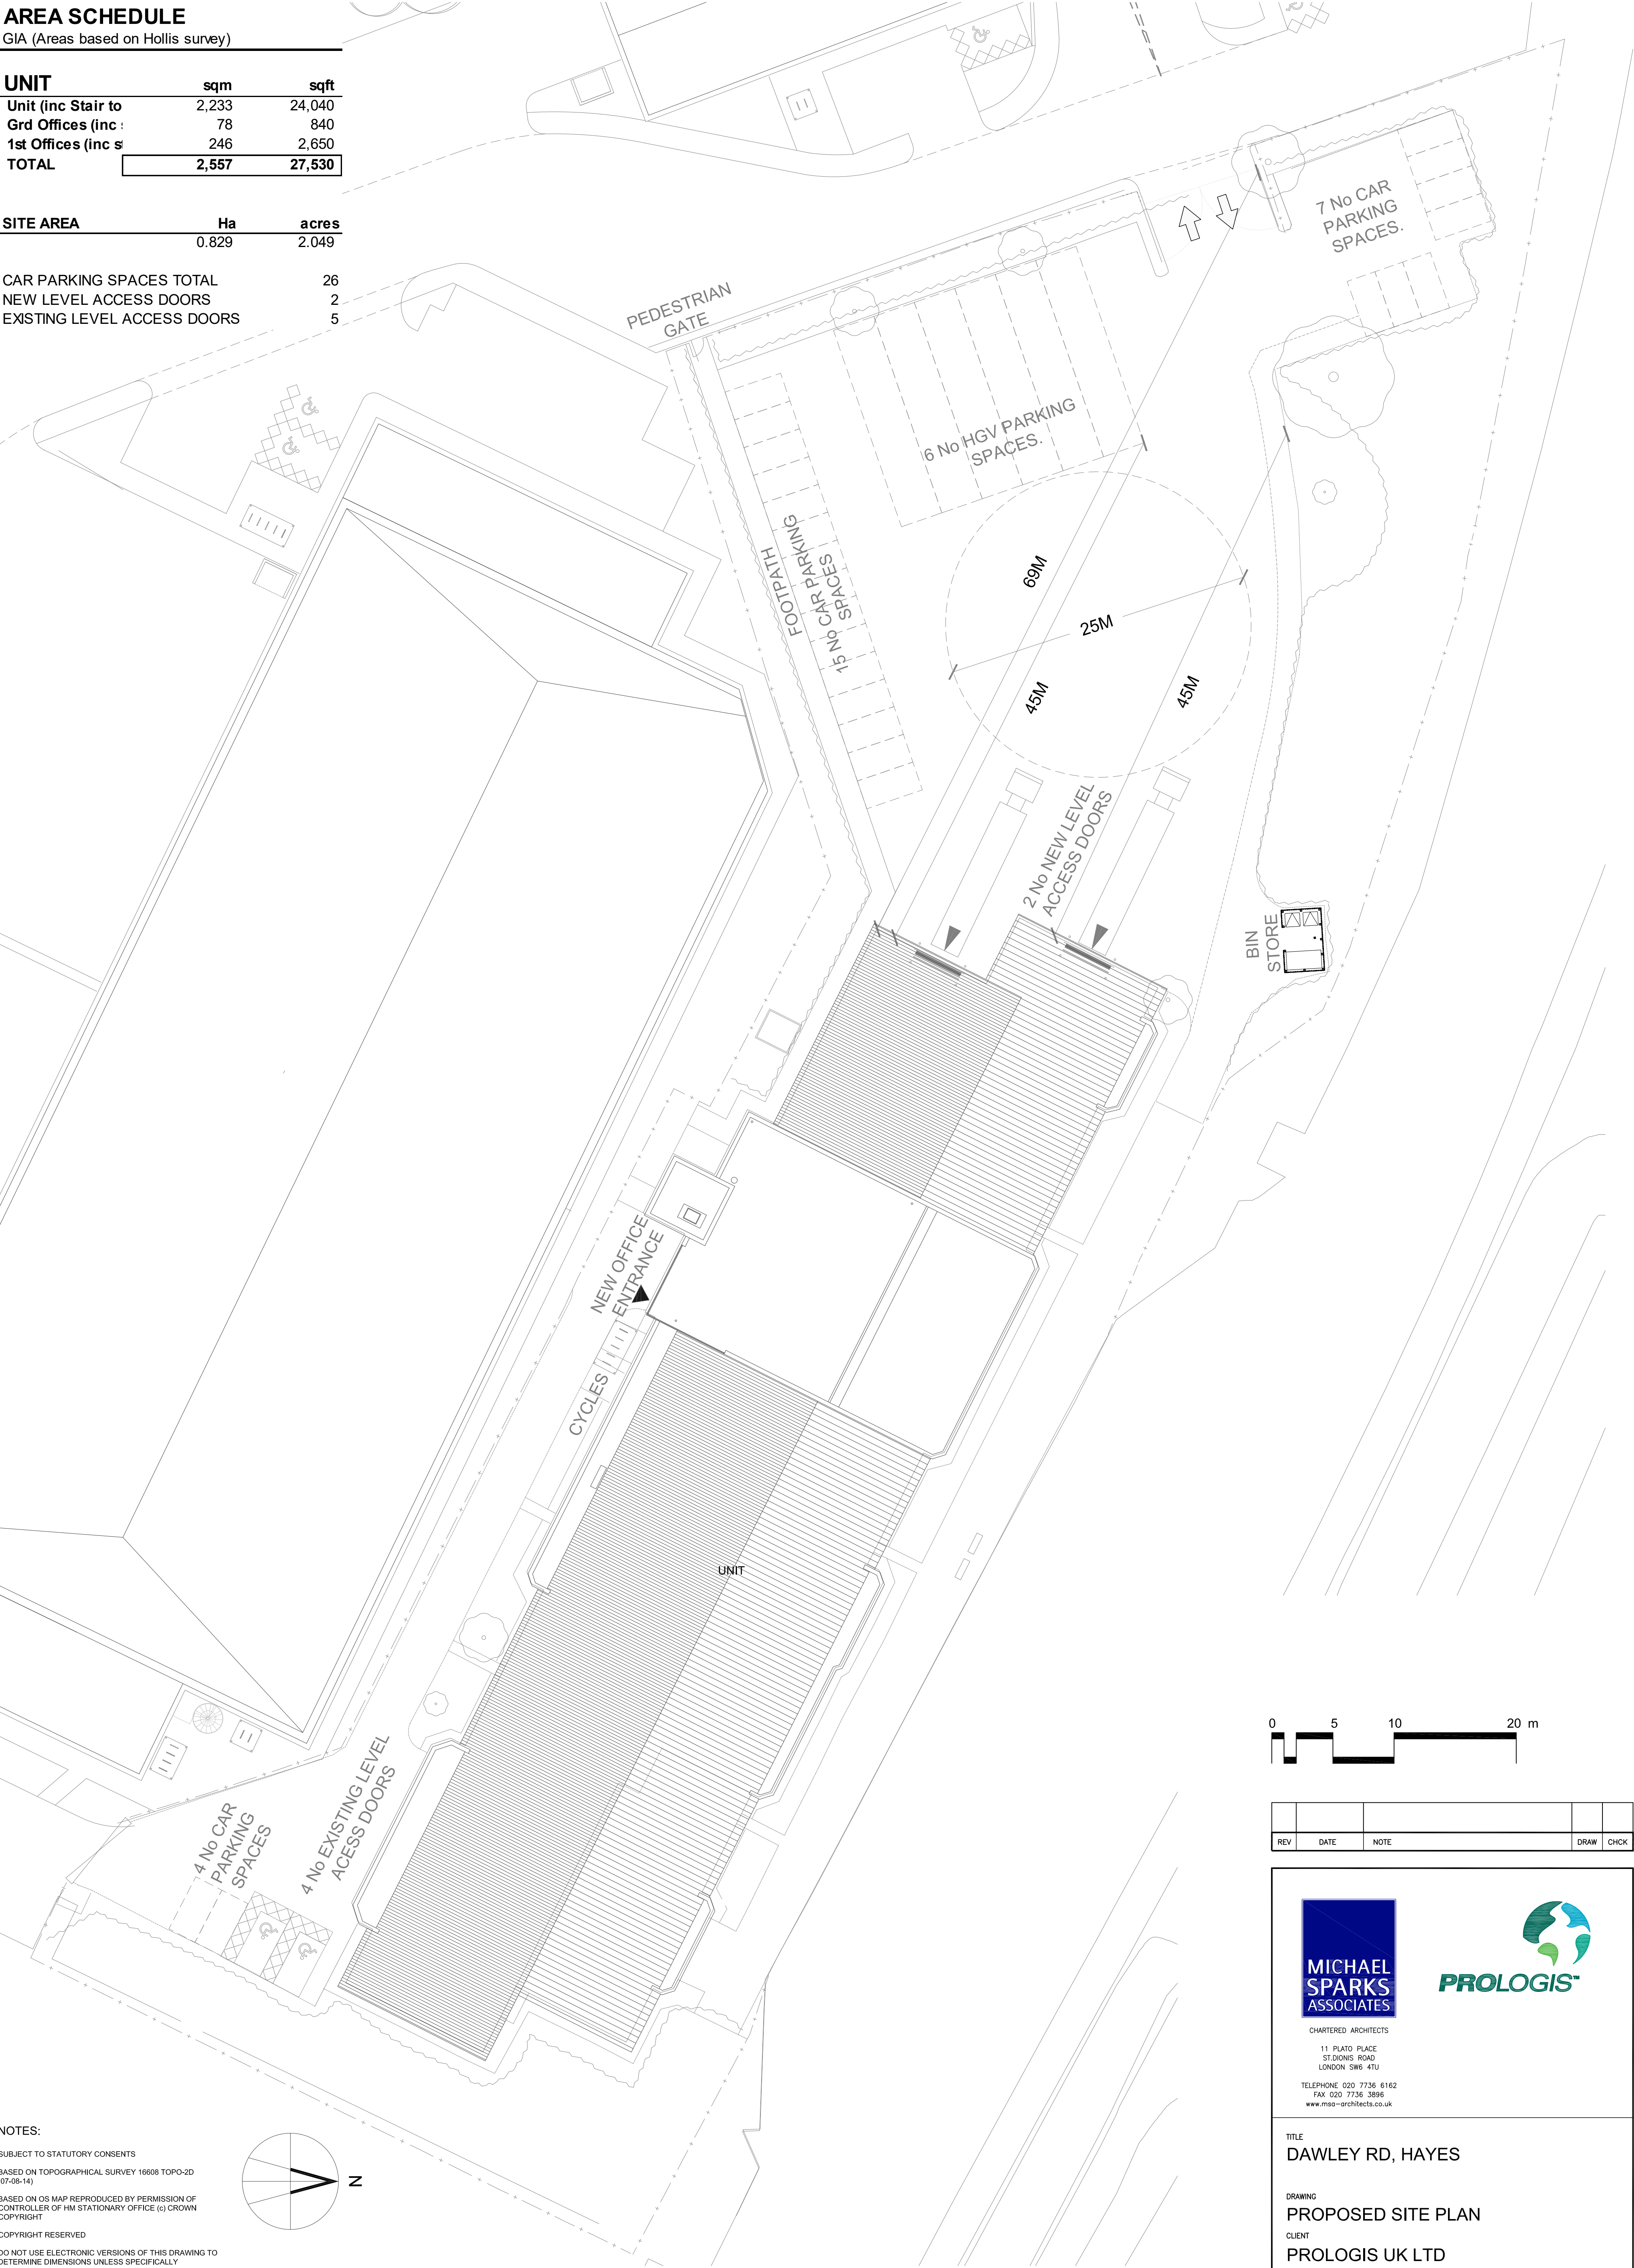 AREA SCHEDULE
GIA (Areas based on Hollis survey)
UNIT sqm sqft
Unit (inc Stair to 2,233 24,040
Grd Offices (inc 78 840
1st Offices (inc 246 2,650
TOTAL 2,557 27,530
SITE AREA Ha acres
0.829 2.049
CAR PARKING SPACES TOTAL 26
NEW LEVEL ACCESS DOORS 2
EXISTING LEVEL ACCESS DOORS 5
7 No CAR
PARKING
SPACES.
PEDESTRIAN
GATE
6 No HGV PARKING
SPACES.
FOOTPATH
15 No CAR PARKING
SPACES
69M
25M
45M
45M
2 No NEW LEVEL
ACCESS DOORS
BIN
STORE
NEW OFFICE
ENTRANCE
CYCLES
UNIT
4 No EXISTING LEVEL
ACESS DOORS
4 No CAR
PARKING
SPACES
0 5 10 20 m
REV DATE NOTE DRAW CHCK
MICHAEL
SPARKS
ASSOCIATES
PROLOGIS™
CHARTERED ARCHITECTS
11 PLATO PLACE
ST.DIONIS ROAD
LONDON SW6 4TU
TELEPHONE 020 7736 6162
FAX 020 7736 3896
www.msa-architects.co.uk
TITLE
DAWLEY RD, HAYES
DRAWING
PROPOSED SITE PLAN
CLIENT
PROLOGIS UK LTD
NOTES:
SUBJECT TO STATUTORY CONSENTS
BASED ON TOPOGRAPHICAL SURVEY 16608 TOPO-2D
07-08-14)
BASED ON OS MAP REPRODUCED BY PERMISSION OF
CONTROLLER OF HM STATIONARY OFFICE (c) CROWN
COPYRIGHT
COPYRIGHT RESERVED
DO NOT USE ELECTRONIC VERSIONS OF THIS DRAWING TO
DETERMINE DIMENSIONS UNLESS SPECIFICALLY
N